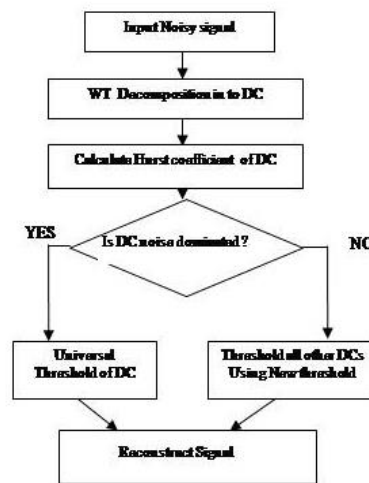 Input Noisy signal
WT Decomposition in to DC
Calculate Hurst coefficient of DC
YES
Is DC noise dominated ?
NO
Universal
Threshold of DC
Threshold all other DCs
Using New threshold
Reconstruct Signal